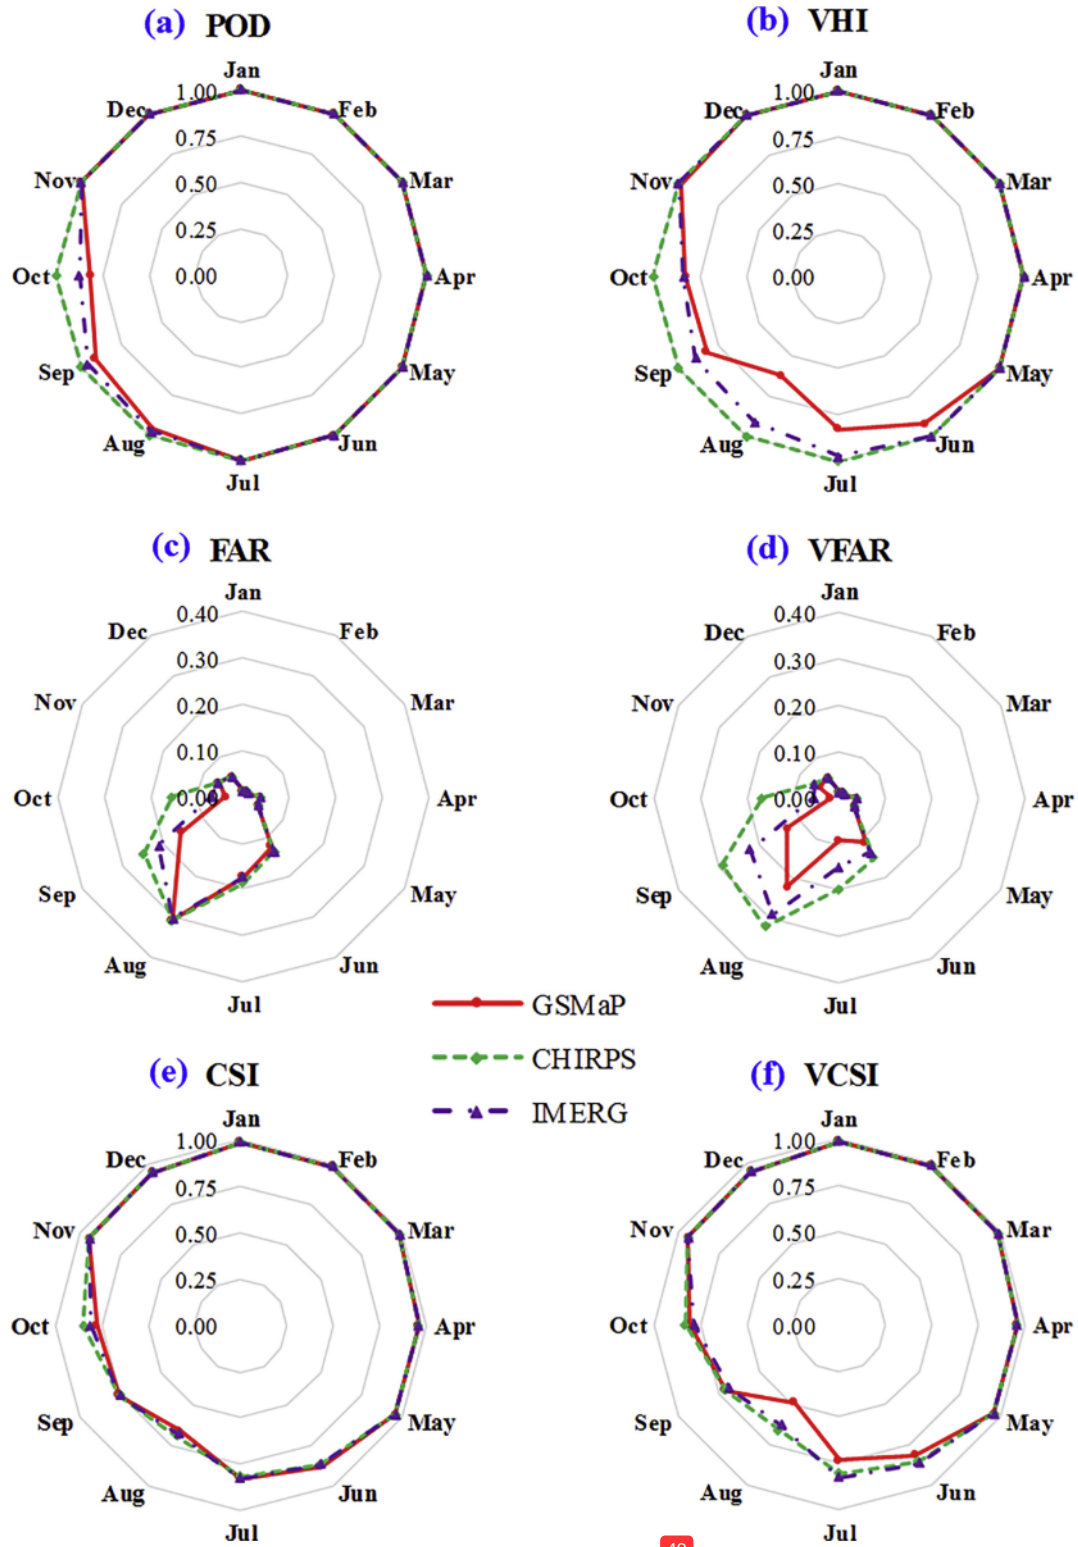 (a) POD
Jan
Feb
Mar
Apr
May
Jun
Jul
Aug
Sep
Oct
Nov
Dec
1.00
0.75
0.50
0.25
0.00
(b) VHI
Jan
Feb
Mar
Apr
May
Jun
Jul
Aug
Sep
Oct
Nov
Dec
1.00
0.75
0.50
0.25
0.00
(c) FAR
Jan
Feb
Mar
Apr
May
Jun
Jul
Aug
Sep
Oct
Nov
Dec
0.40
0.30
0.20
0.10
0.00
(d) VFAR
Jan
Feb
Mar
Apr
May
Jun
Jul
Aug
Sep
Oct
Nov
Dec
0.40
0.30
0.20
0.10
0.00
GSMaP
CHIRPS
IMERG
(e) CSI
Jan
Feb
Mar
Apr
May
Jun
Jul
Aug
Sep
Oct
Nov
Dec
1.00
0.75
0.50
0.25
0.00
(f) VCSI
Jan
Feb
Mar
Apr
May
Jun
Jul
Aug
Sep
Oct
Nov
Dec
1.00
0.75
0.50
0.25
0.00